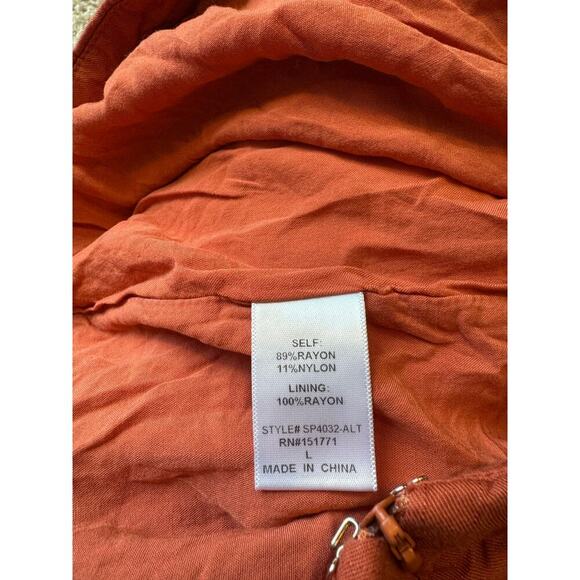 SELF:
89%RAYON
11%NYLON
LINING:
100%RAYON
STYLE# SP4032-ALT
RN#151771
L
MADE IN CHINA